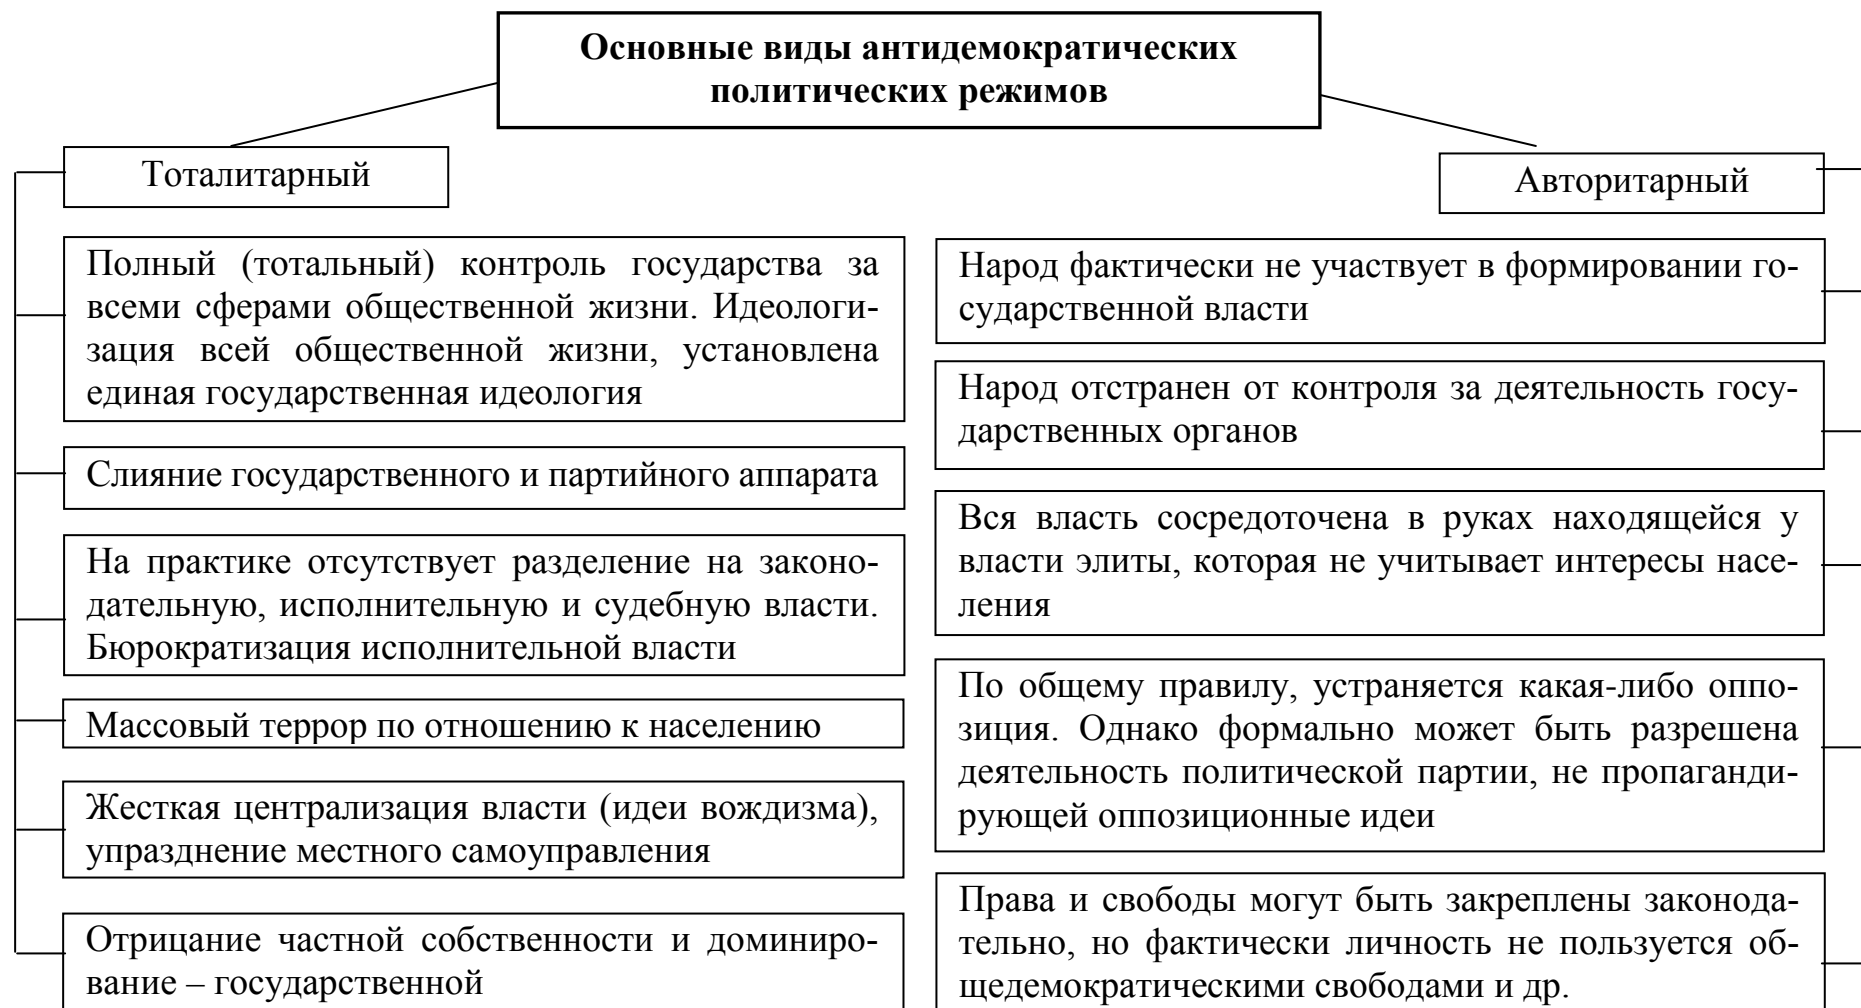 Основные виды антидемократических
политических режимов
Тоталитарный
Авторитарный
Полный (тотальный) контроль государства за
всеми сферами общественной жизни. Идеологи-
зация всей общественной жизни, установлена
единая государственная идеология
Слияние государственного и партийного аппарата
На практике отсутствует разделение на законо-
дательную, исполнительную и судебную власти.
Бюрократизация исполнительной власти
Массовый террор по отношению к населению
Жесткая централизация власти (идеи вождизма),
упразднение местного самоуправления
Отрицание частной собственности и доминиро-
вание – государственной
Народ фактически не участвует в формировании го-
сударственной власти
Народ отстранен от контроля за деятельность госу-
дарственных органов
Вся власть сосредоточена в руках находящейся у
власти элиты, которая не учитывает интересы насе-
ления
По общему правилу, устраняется какая-либо оппо-
зиция. Однако формально может быть разрешена
деятельность политической партии, не пропаганди-
рующей оппозиционные идеи
Права и свободы могут быть закреплены законода-
тельно, но фактически личность не пользуется об-
щедемократическими свободами и др.